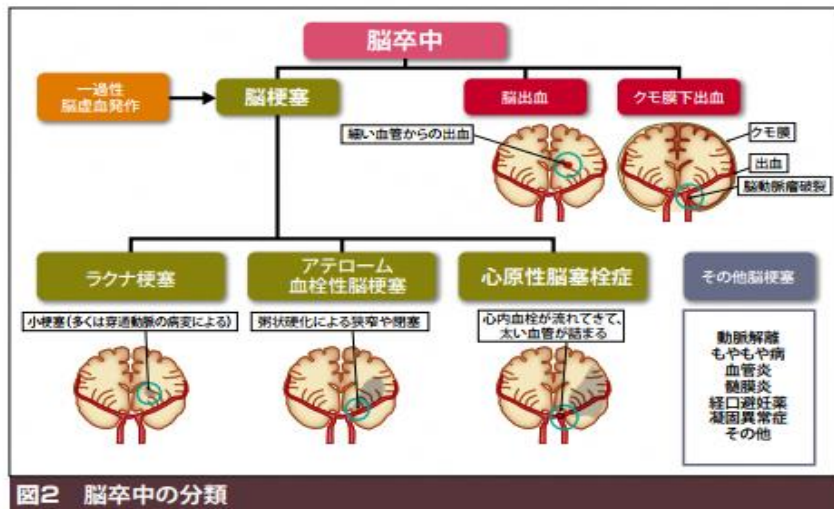 脳卒中
一過性
脳虚血発作
脳梗塞
脳出血
クモ膜下出血
細い血管からの出血
クモ膜
出血
脳動脈瘤破裂
ラクナ梗塞
アテローム
血栓性脳梗塞
心原性脳塞栓症
その他脳梗塞
小梗塞(多くは穿通動脈の病変による)
粥状硬化による狭窄や閉塞
心内血栓が流れてきて、
太い血管が詰まる
動脈解離
もやもや病
血管炎
髄膜炎
経口避妊薬
凝固異常症
その他
図2 脳卒中の分類